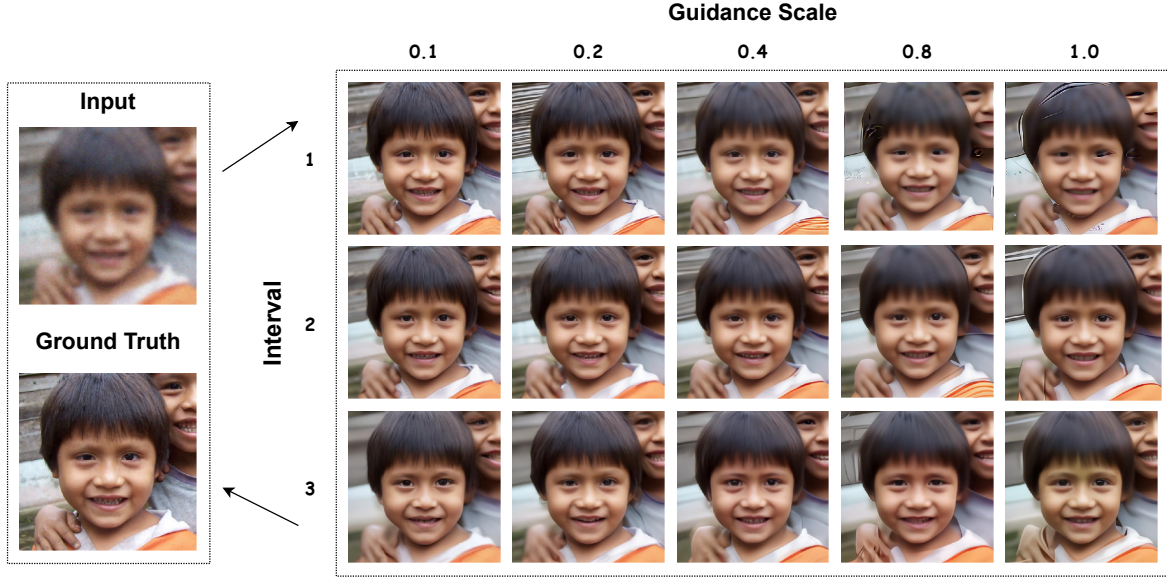 Guidance Scale
0.1 0.2 0.4 0.8 1.0
Input
1
Interval
2
Ground Truth
3